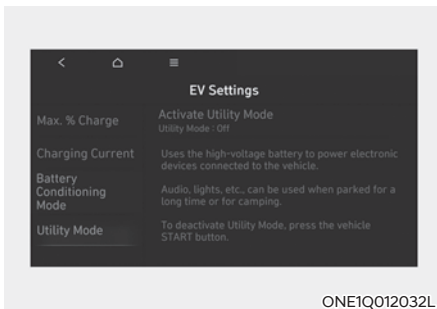 EV Settings
Max. % Charge
Charging Current
Battery
Conditioning
Mode
Utility Mode
Activate Utility Mode
Utility Mode : Off
Uses the high-voltage battery to power electronic
devices connected to the vehicle.
Audio, lights, etc., can be used when parked for a
long time or for camping.
To deactivate Utility Mode, press the vehicle
START button.
ONE1Q012032L